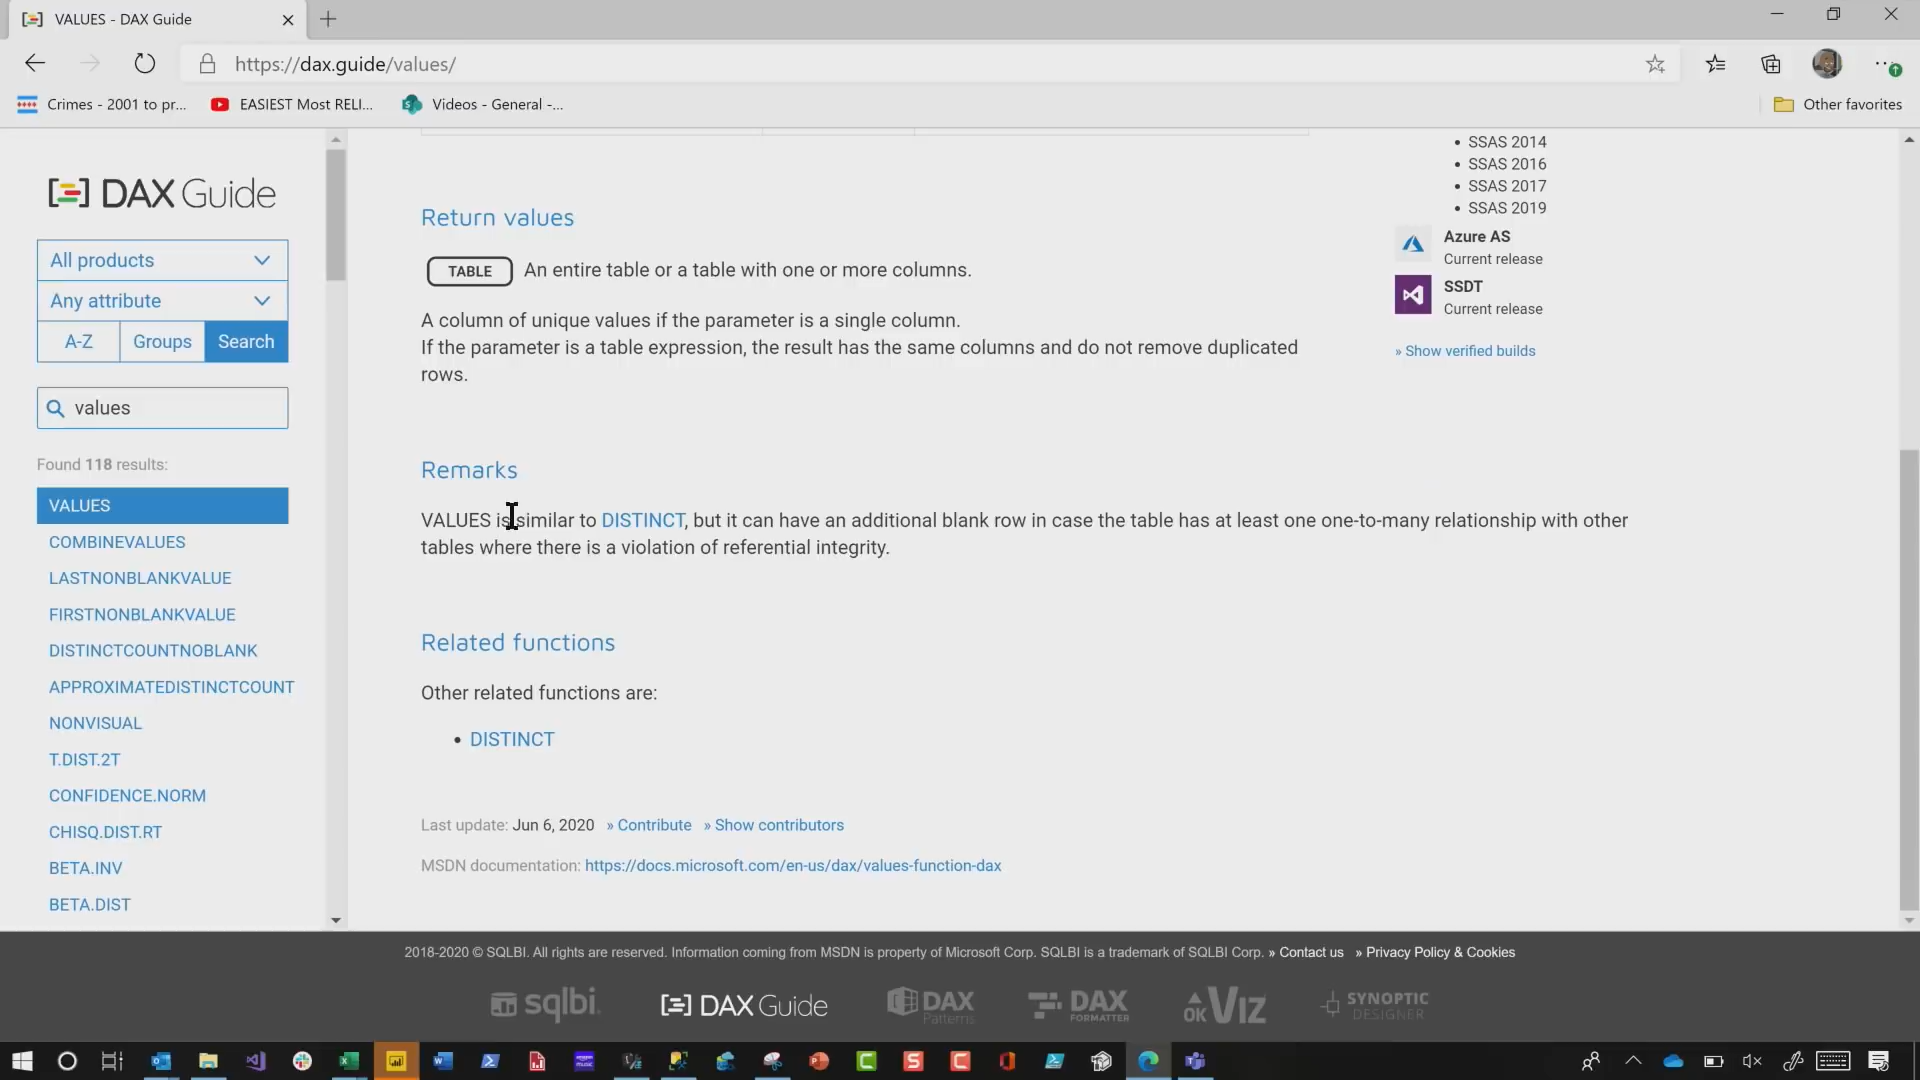 VALUES - DAX Guide
https://dax.guide/values/
Crimes - 2001 to pr...
EASIEST Most RELI...
Videos - General -...
Other favorites
DAX Guide
All products
Any attribute
A-Z
Groups
Search
values
Found 118 results:
VALUES
COMBINEVALUES
LASTNONBLANKVALUE
FIRSTNONBLANKVALUE
DISTINCTCOUNTNOBLANK
APPROXIMATEDISTINCTCOUNT
NONVISUAL
T.DIST.2T
CONFIDENCE.NORM
CHISQ.DIST.RT
BETA.INV
BETA.DIST
Return values
TABLE An entire table or a table with one or more columns.
A column of unique values if the parameter is a single column.
If the parameter is a table expression, the result has the same columns and do not remove duplicated
rows.
Remarks
VALUES is similar to DISTINCT, but it can have an additional blank row in case the table has at least one one-to-many relationship with other
tables where there is a violation of referential integrity.
Related functions
Other related functions are:
• DISTINCT
Last update: Jun 6, 2020 » Contribute » Show contributors
MSDN documentation: https://docs.microsoft.com/en-us/dax/values-function-dax
• SSAS 2014
• SSAS 2016
• SSAS 2017
• SSAS 2019
Azure AS
Current release
SSDT
Current release
» Show verified builds
2018-2020 © SQLBI. All rights are reserved. Information coming from MSDN is property of Microsoft Corp. SQLBI is a trademark of SQLBI Corp. » Contact us » Privacy Policy & Cookies
sqlbi
DAX Guide
DAX Patterns
DAX FORMATTER
OK VIZ
SYNOPTIC DESIGNER